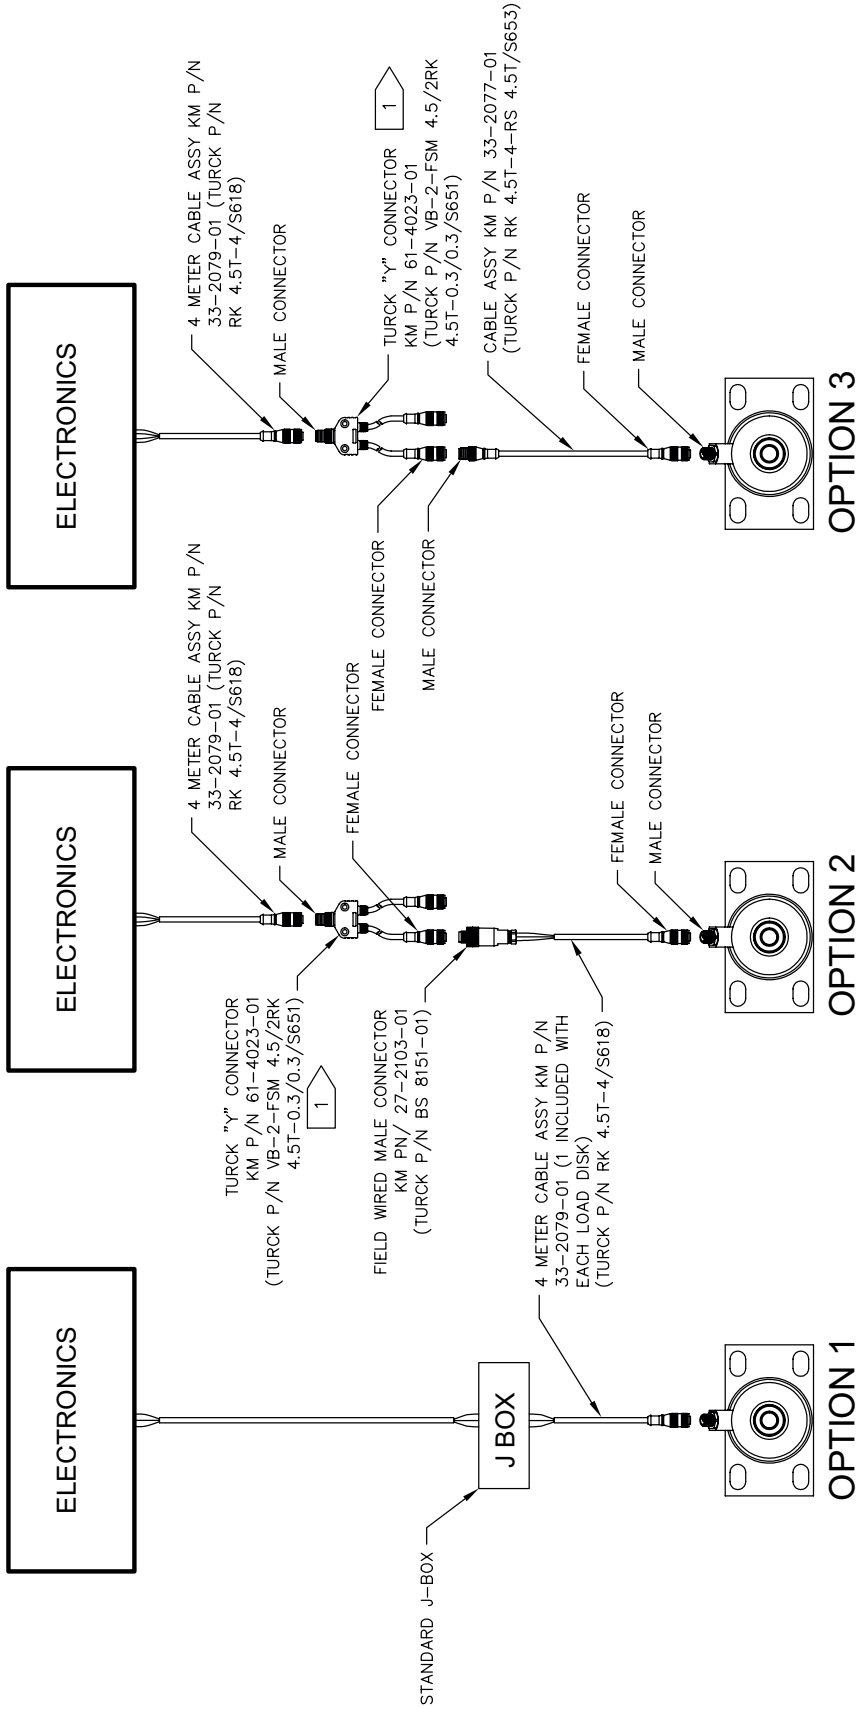 ELECTRONICS
STANDARD J-BOX
J BOX
4 METER CABLE ASSY KM P/N
33-2079-01 (1 INCLUDED WITH
EACH LOAD DISK)
(TURCK P/N RK 4.5T-4/S618)
OPTION 1
ELECTRONICS
4 METER CABLE ASSY KM P/N
33-2079-01 (TURCK P/N
RK 4.5T-4/S618)
MALE CONNECTOR
TURCK "Y" CONNECTOR
KM P/N 61-4023-01
(TURCK P/N VB-2-FSM 4.5/2RK
4.5T-0.3/0.3/S651)
1
FEMALE CONNECTOR
FIELD WIRED MALE CONNECTOR
KM PN/ 27-2103-01
(TURCK P/N BS 8151-01)
FEMALE CONNECTOR
MALE CONNECTOR
OPTION 2
ELECTRONICS
4 METER CABLE ASSY KM P/N
33-2079-01 (TURCK P/N
RK 4.5T-4/S618)
MALE CONNECTOR
TURCK "Y" CONNECTOR
KM P/N 61-4023-01
(TURCK P/N VB-2-FSM 4.5/2RK
4.5T-0.3/0.3/S651)
1
FEMALE CONNECTOR
MALE CONNECTOR
CABLE ASSY KM P/N 33-2077-01
(TURCK P/N RK 4.5T-4-RS 4.5T/S653)
FEMALE CONNECTOR
MALE CONNECTOR
OPTION 3